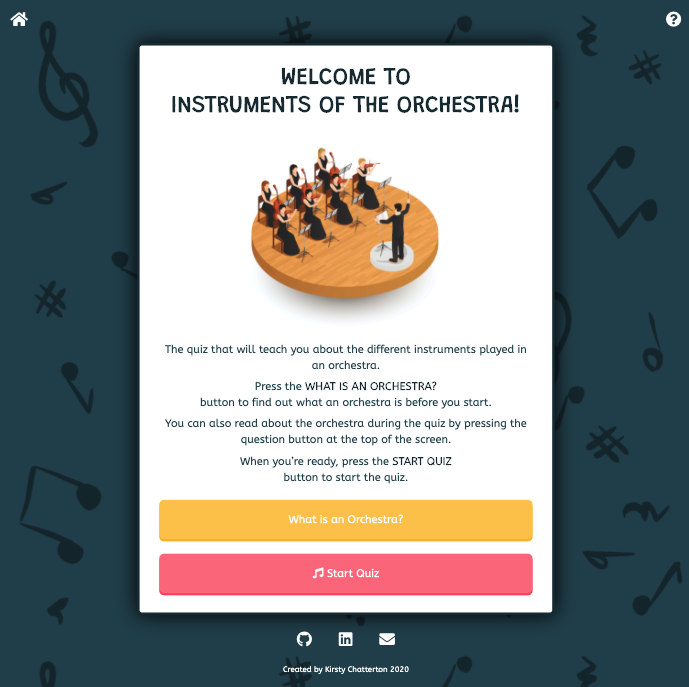 WELCOME TO
INSTRUMENTS OF THE ORCHESTRA!
The quiz that will teach you about the different instruments played in
an orchestra.
Press the WHAT IS AN ORCHESTRA?
button to find out what an orchestra is before you start.
You can also read about the orchestra during the quiz by pressing the
question button at the top of the screen.
When you're ready, press the START QUIZ
button to start the quiz.
What is an Orchestra?
Start Quiz
Created by Kirsty Chatterton 2020